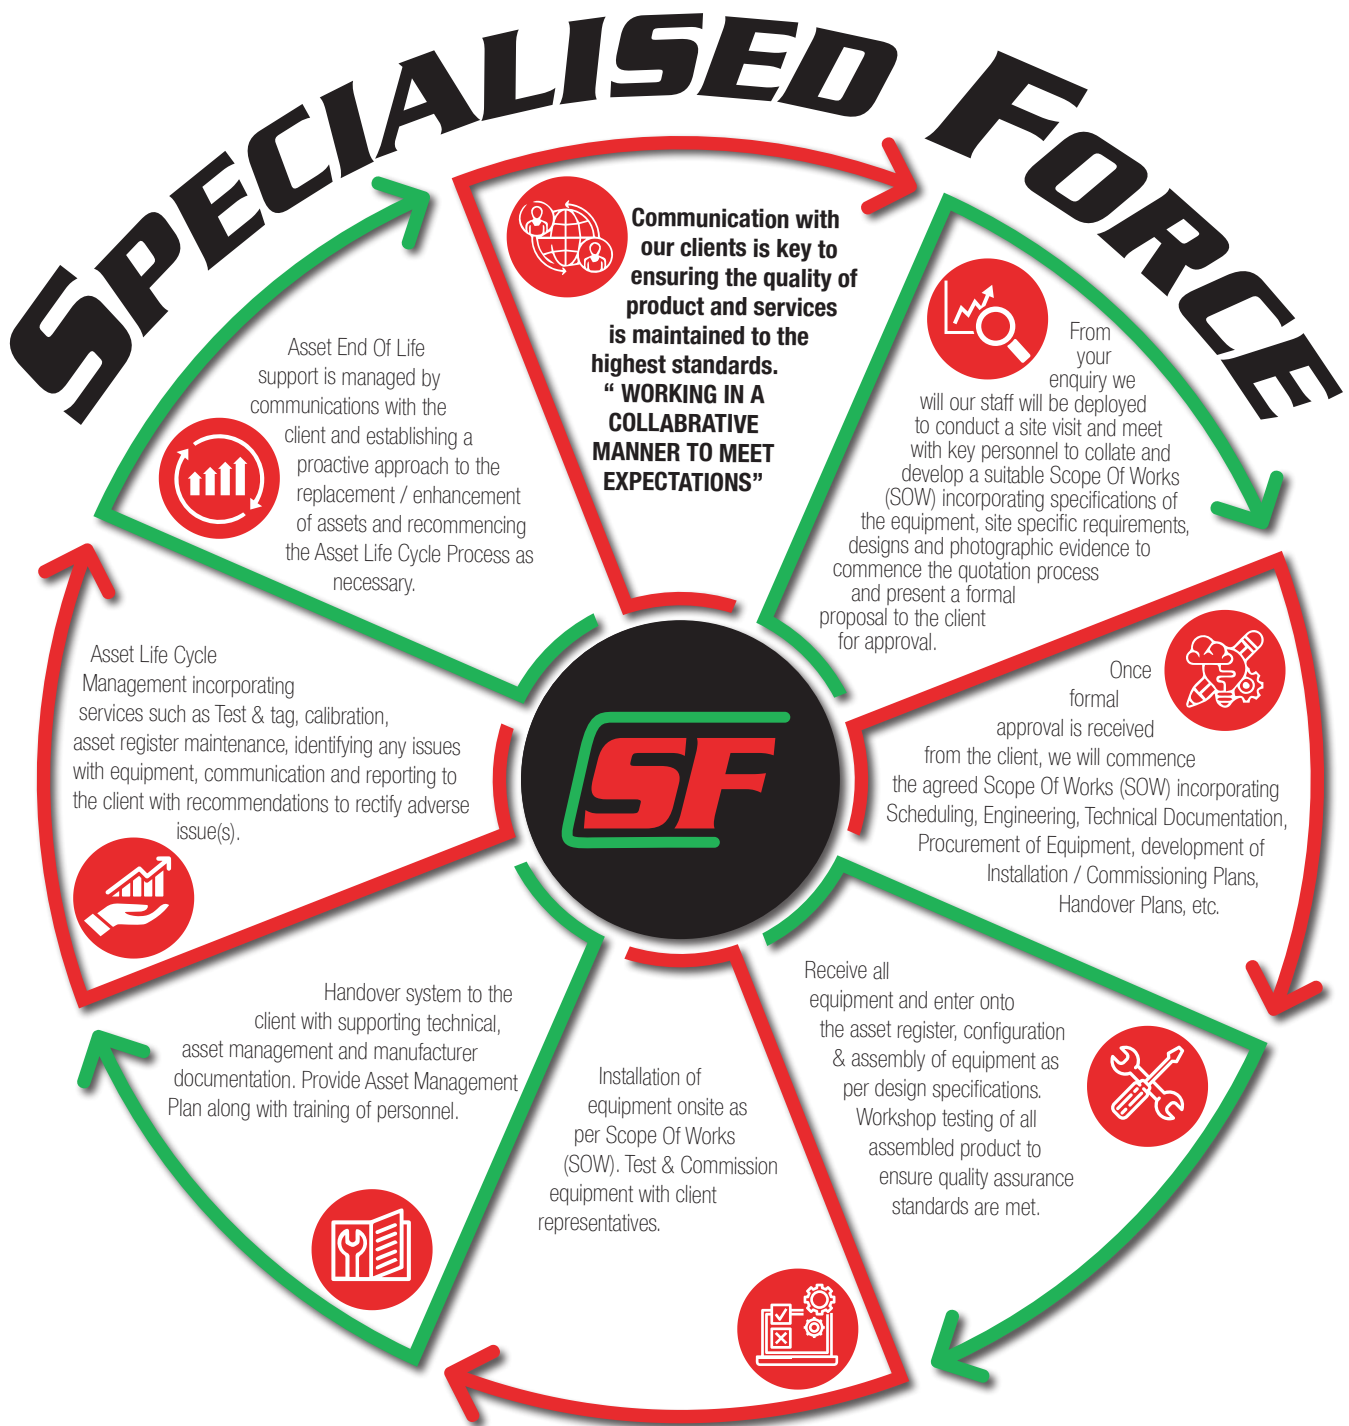 SPECIALISED FORCE
Communication with
our clients is key to
ensuring the quality of
product and services
is maintained to the
highest standards.
“ WORKING IN A
COLLABRATIVE
MANNER TO MEET
EXPECTATIONS”
From
your
enquiry we
will our staff will be deployed
to conduct a site visit and meet
with key personnel to collate and
develop a suitable Scope Of Works
(SOW) incorporating specifications of
the equipment, site specific requirements,
designs and photographic evidence to
commence the quotation process
and present a formal
proposal to the client
for approval.
Once
formal
approval is received
from the client, we will commence
the agreed Scope Of Works (SOW) incorporating
Scheduling, Engineering, Technical Documentation,
Procurement of Equipment, development of
Installation / Commissioning Plans,
Handover Plans, etc.
Receive all
equipment and enter onto
the asset register, configuration
& assembly of equipment as
per design specifications.
Workshop testing of all
assembled product to
ensure quality assurance
standards are met.
Installation of
equipment onsite as
per Scope Of Works
(SOW). Test & Commission
equipment with client
representatives.
Handover system to the
client with supporting technical,
asset management and manufacturer
documentation. Provide Asset Management
Plan along with training of personnel.
Asset Life Cycle
Management incorporating
services such as Test & tag, calibration,
asset register maintenance, identifying any issues
with equipment, communication and reporting to
the client with recommendations to rectify adverse
issue(s).
Asset End Of Life
support is managed by
communications with the
client and establishing a
proactive approach to the
replacement / enhancement
of assets and recommencing
the Asset Life Cycle Process as
necessary.
SF